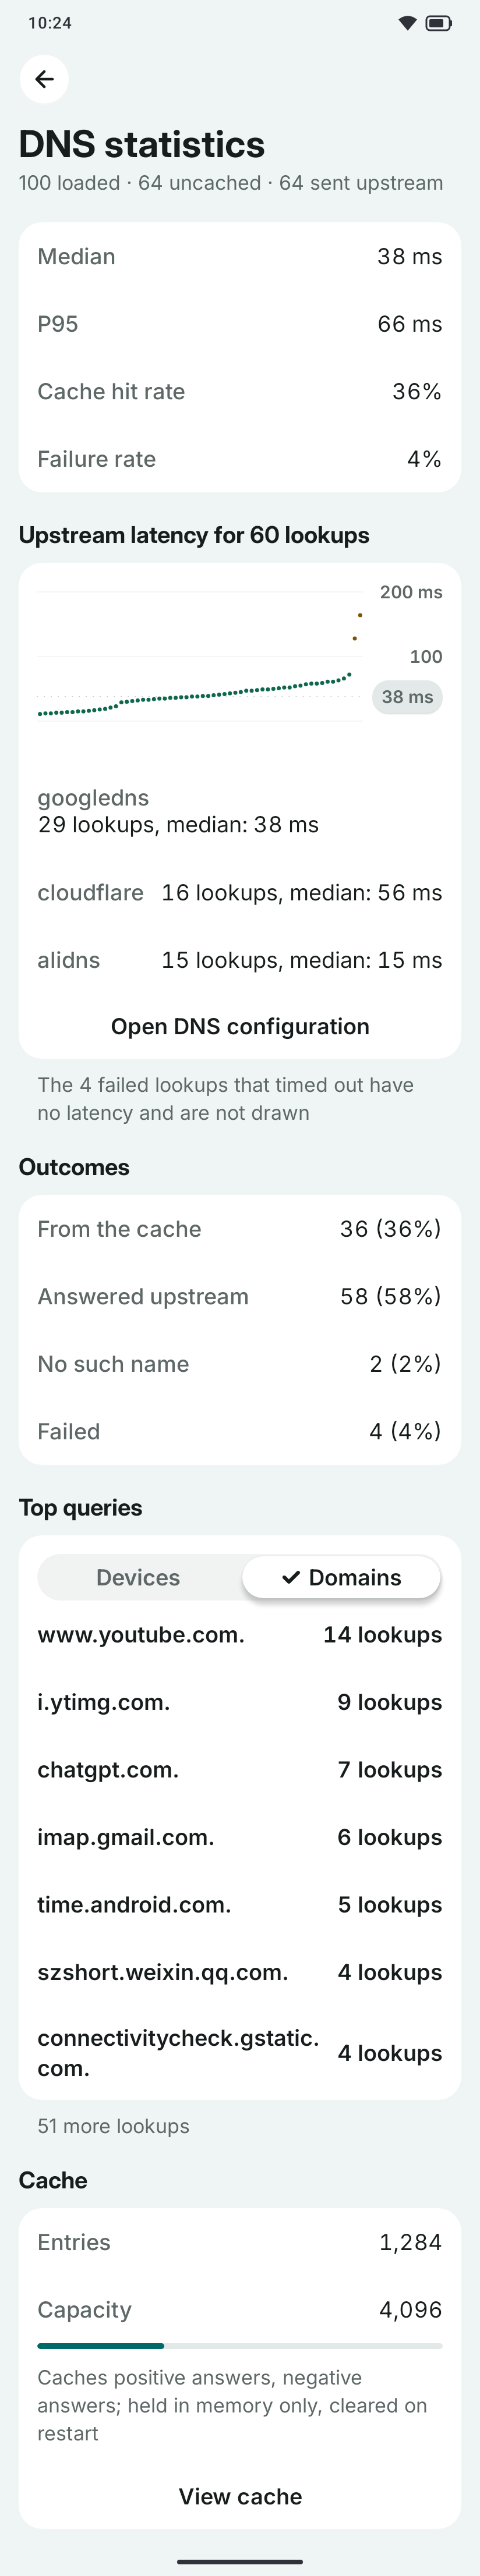 10:24
DNS statistics
100 loaded · 64 uncached · 64 sent upstream
Median 38 ms
P95 66 ms
Cache hit rate 36%
Failure rate 4%
Upstream latency for 60 lookups
200 ms
100
38 ms
googledns
29 lookups, median: 38 ms
cloudflare 16 lookups, median: 56 ms
alidns 15 lookups, median: 15 ms
Open DNS configuration
The 4 failed lookups that timed out have
no latency and are not drawn
Outcomes
From the cache 36 (36%)
Answered upstream 58 (58%)
No such name 2 (2%)
Failed 4 (4%)
Top queries
Devices Domains
www.youtube.com. 14 lookups
i.ytimg.com. 9 lookups
chatgpt.com. 7 lookups
imap.gmail.com. 6 lookups
time.android.com. 5 lookups
szshort.weixin.qq.com. 4 lookups
connectivitycheck.gstatic. 4 lookups
com.
51 more lookups
Cache
Entries 1,284
Capacity 4,096
Caches positive answers, negative
answers; held in memory only, cleared on
restart
View cache